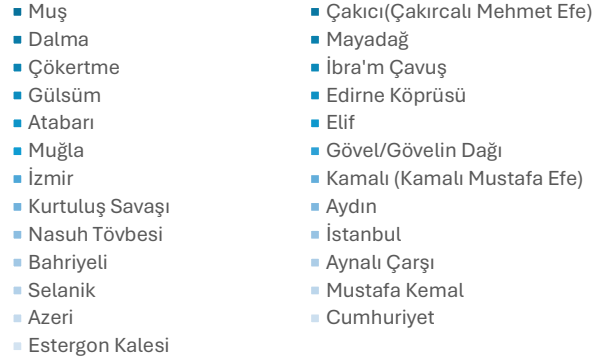 Muş
Dalma
Çökertme
Gülsüm
Atabarı
Muğla
İzmir
Kurtuluş Savaşı
Nasuh Tövbesi
Bahriyeli
Selanik
Azeri
Estergon Kalesi
Çakıcı(Çakırcalı Mehmet Efe)
Mayadağ
İbra'm Çavuş
Edirne Köprüsü
Elif
Gövel/Gövelin Dağı
Kamalı (Kamalı Mustafa Efe)
Aydın
İstanbul
Aynalı Çarşı
Mustafa Kemal
Cumhuriyet